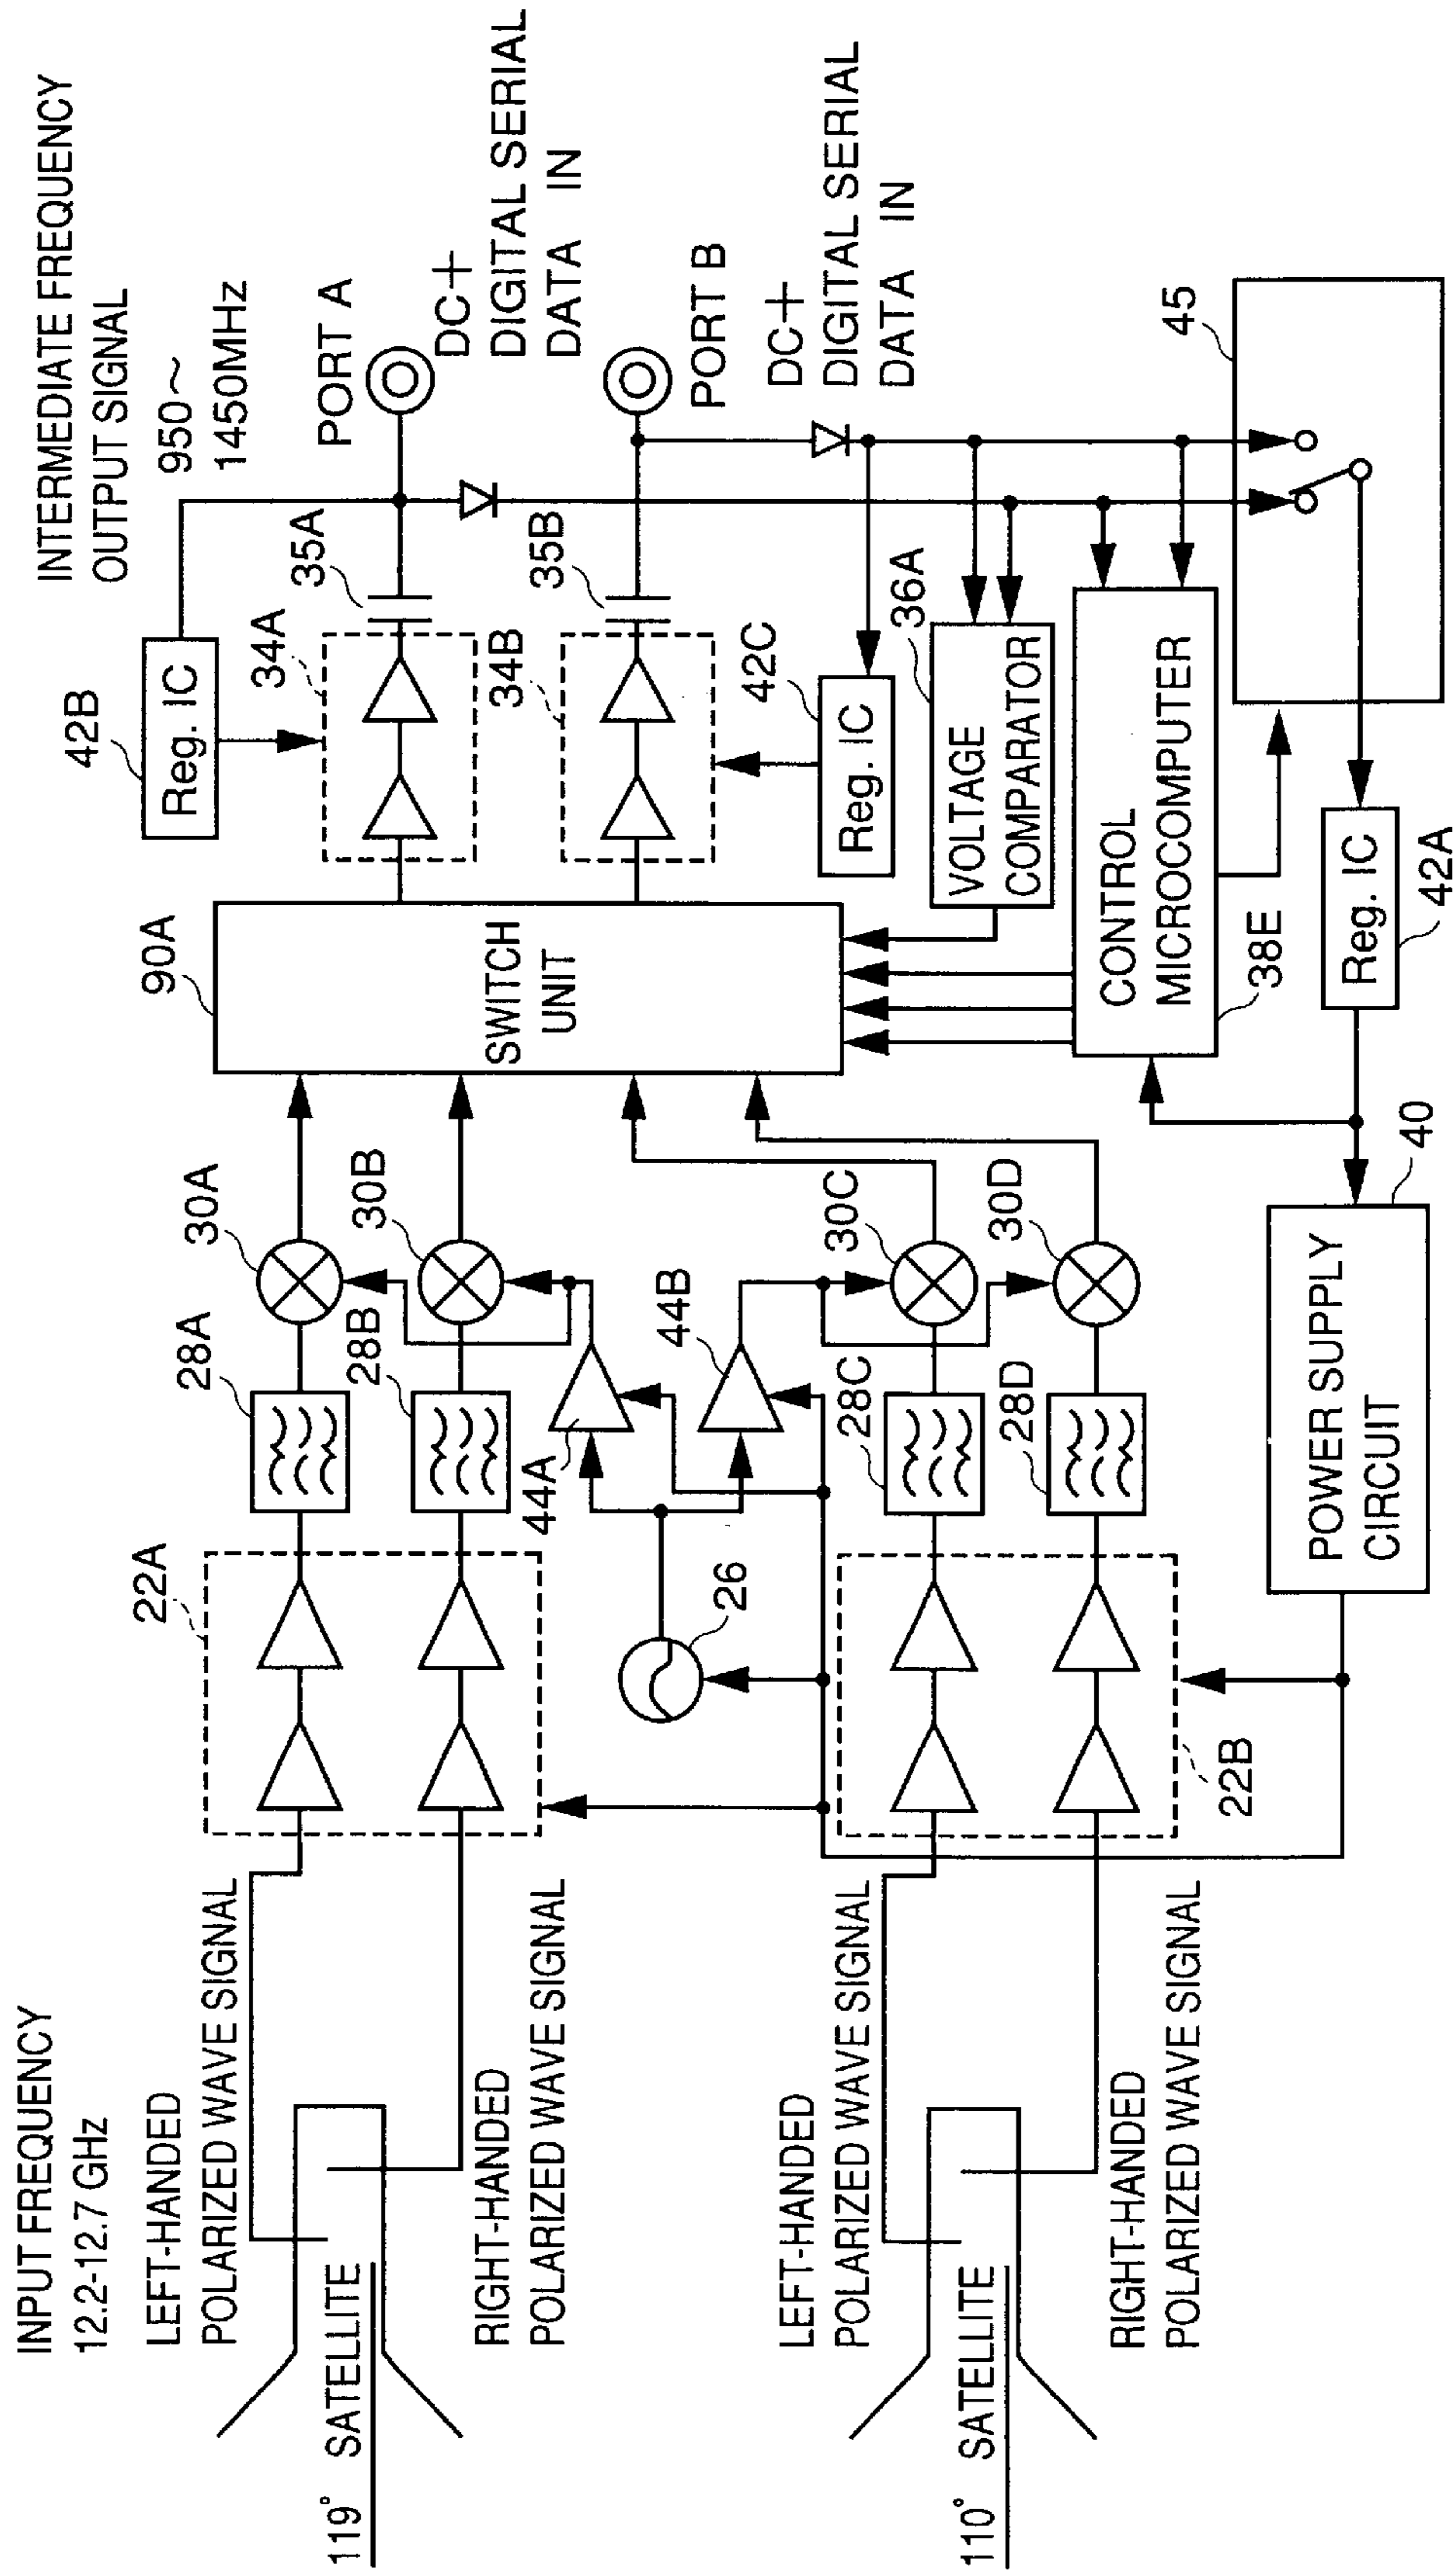 INPUT FREQUENCY
12.2-12.7 GHz
LEFT-HANDED
POLARIZED WAVE SIGNAL
119° SATELLITE
RIGHT-HANDED
POLARIZED WAVE SIGNAL
LEFT-HANDED
POLARIZED WAVE SIGNAL
110° SATELLITE
RIGHT-HANDED
POLARIZED WAVE SIGNAL
22A
28A
30A
28B
30B
44A
44B
26
22B
28C
30C
28D
30D
90A
SWITCH
UNIT
42B
Reg. IC
34A
35A
34B
35B
42C
Reg. IC
INTERMEDIATE FREQUENCY
OUTPUT SIGNAL
950~
1450MHz
PORT A
DC+
DIGITAL SERIAL
DATA IN
PORT B
DC+
DIGITAL SERIAL
DATA IN
36A
VOLTAGE
COMPARATOR
CONTROL
MICROCOMPUTER
38E
45
Reg. IC
42A
40
POWER SUPPLY
CIRCUIT